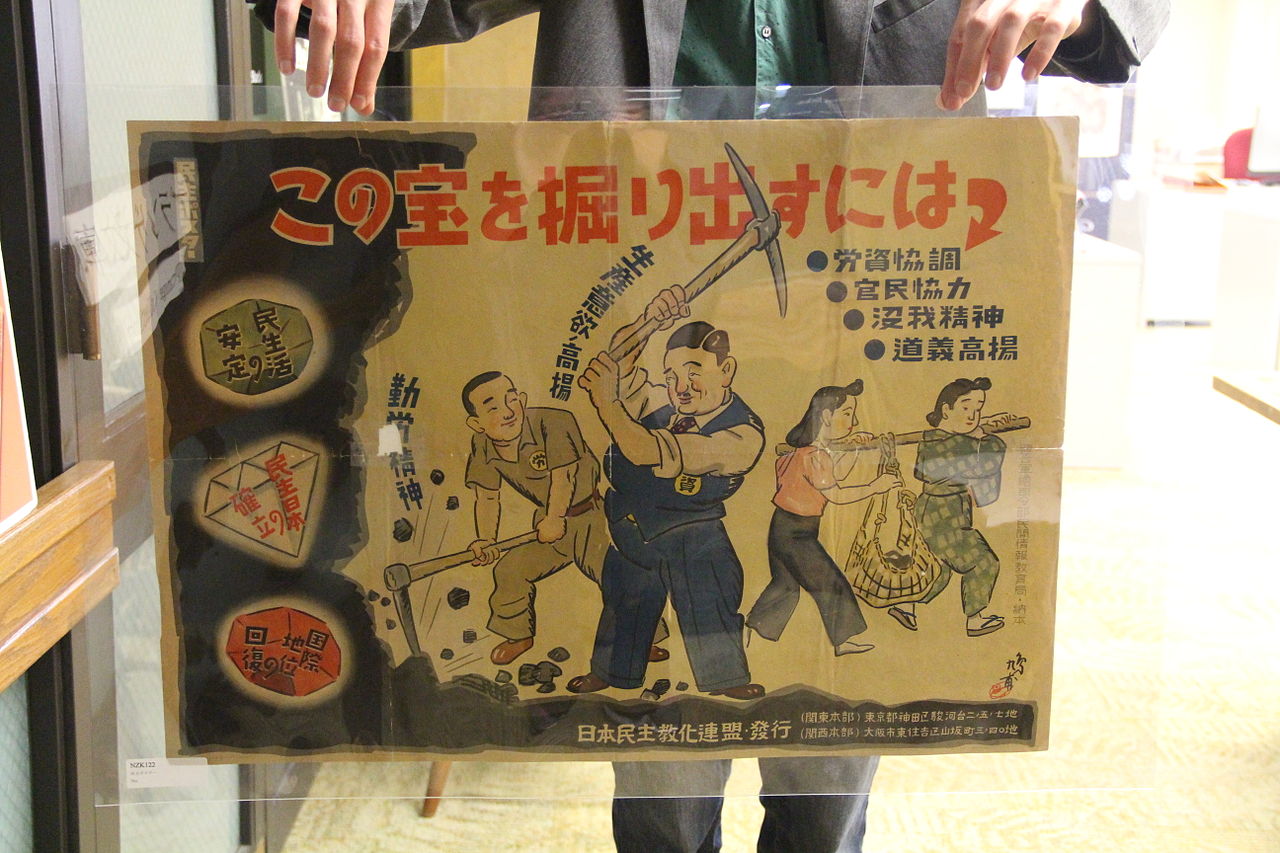 この宝を掘り出すには
●労資協調
●官民協力
●没我精神
●道義高揚
生産意欲高揚
勤労精神
労
資
民生活
安定の
民主日本
確立の
国際
地位の
回復
日本民主教化連盟・發行
(関東本部) 東京都神田区駿河台二ノ五ノ七地
(関西本部) 大阪市東住吉区山坂町三ノ四〇地
NZK122